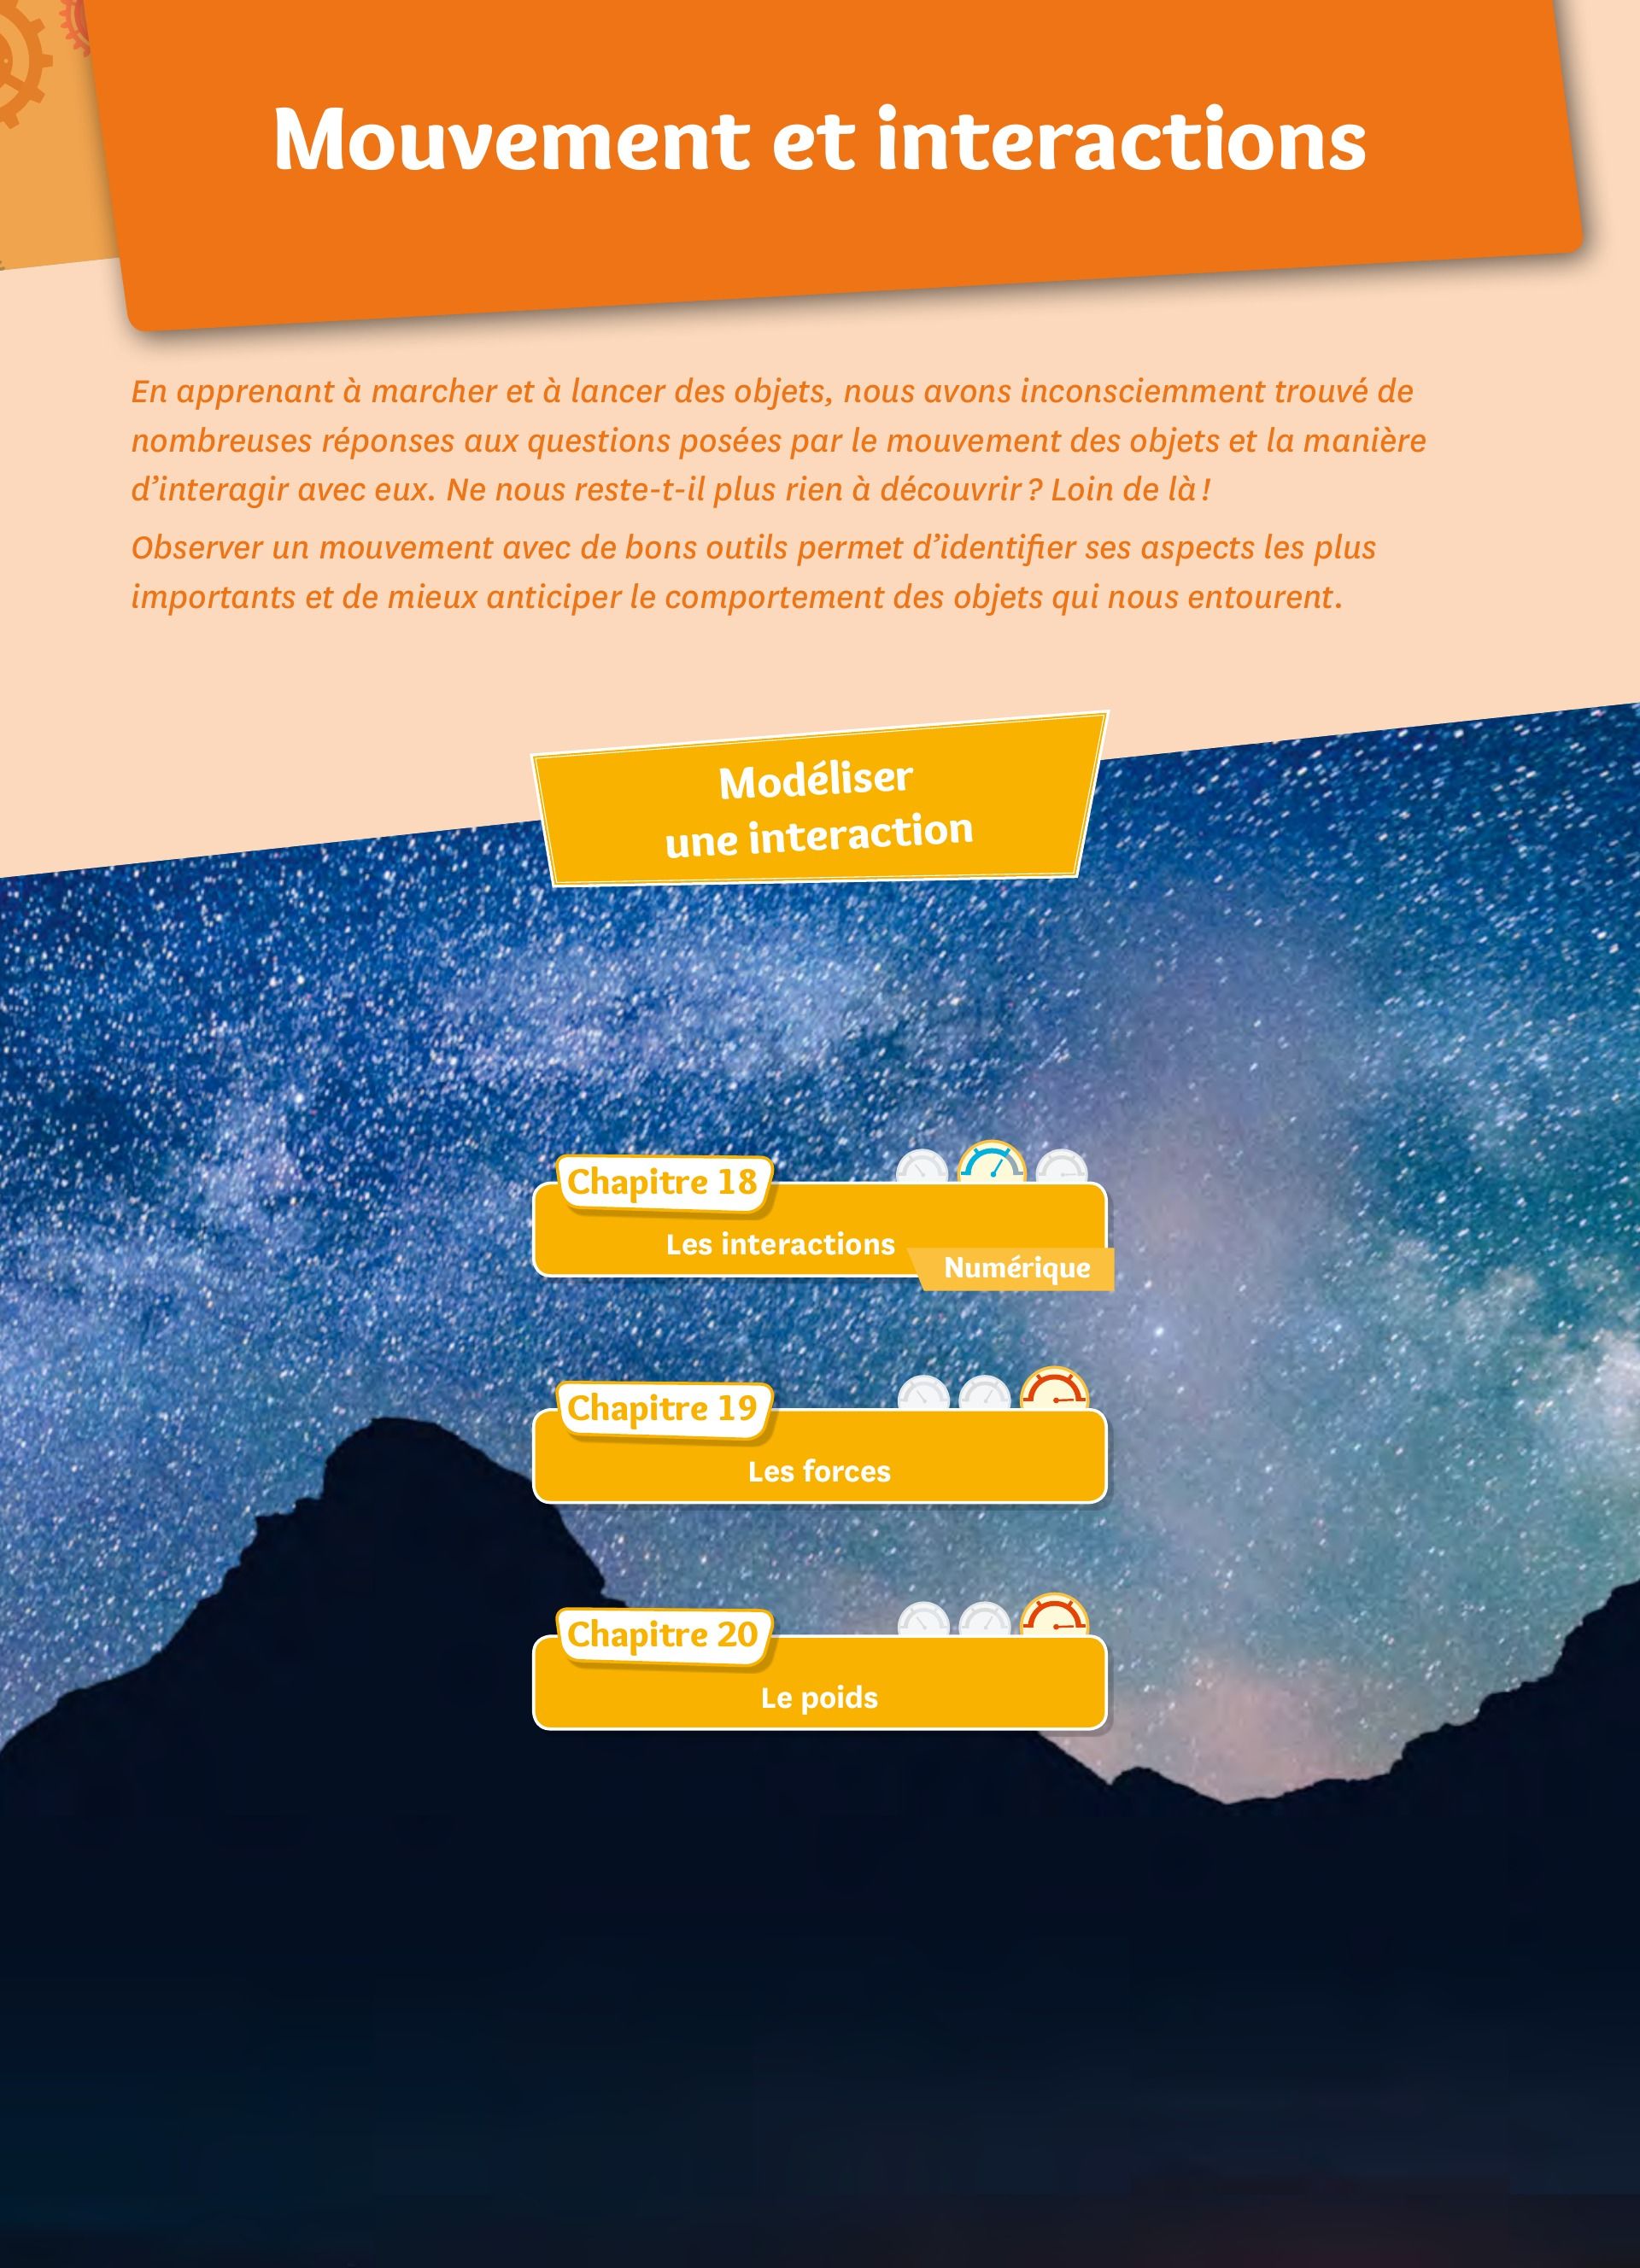 Mouvement et interactions
En apprenant à marcher et à lancer des objets, nous avons inconsciemment trouvé de
nombreuses réponses aux questions posées par le mouvement des objets et la manière
d’interagir avec eux. Ne nous reste-t-il plus rien à découvrir ? Loin de là !
Observer un mouvement avec de bons outils permet d’identifier ses aspects les plus
importants et de mieux anticiper le comportement des objets qui nous entourent.
Modéliser
une interaction
Chapitre 18
Les interactions
Numérique
Chapitre 19
Les forces
Chapitre 20
Le poids